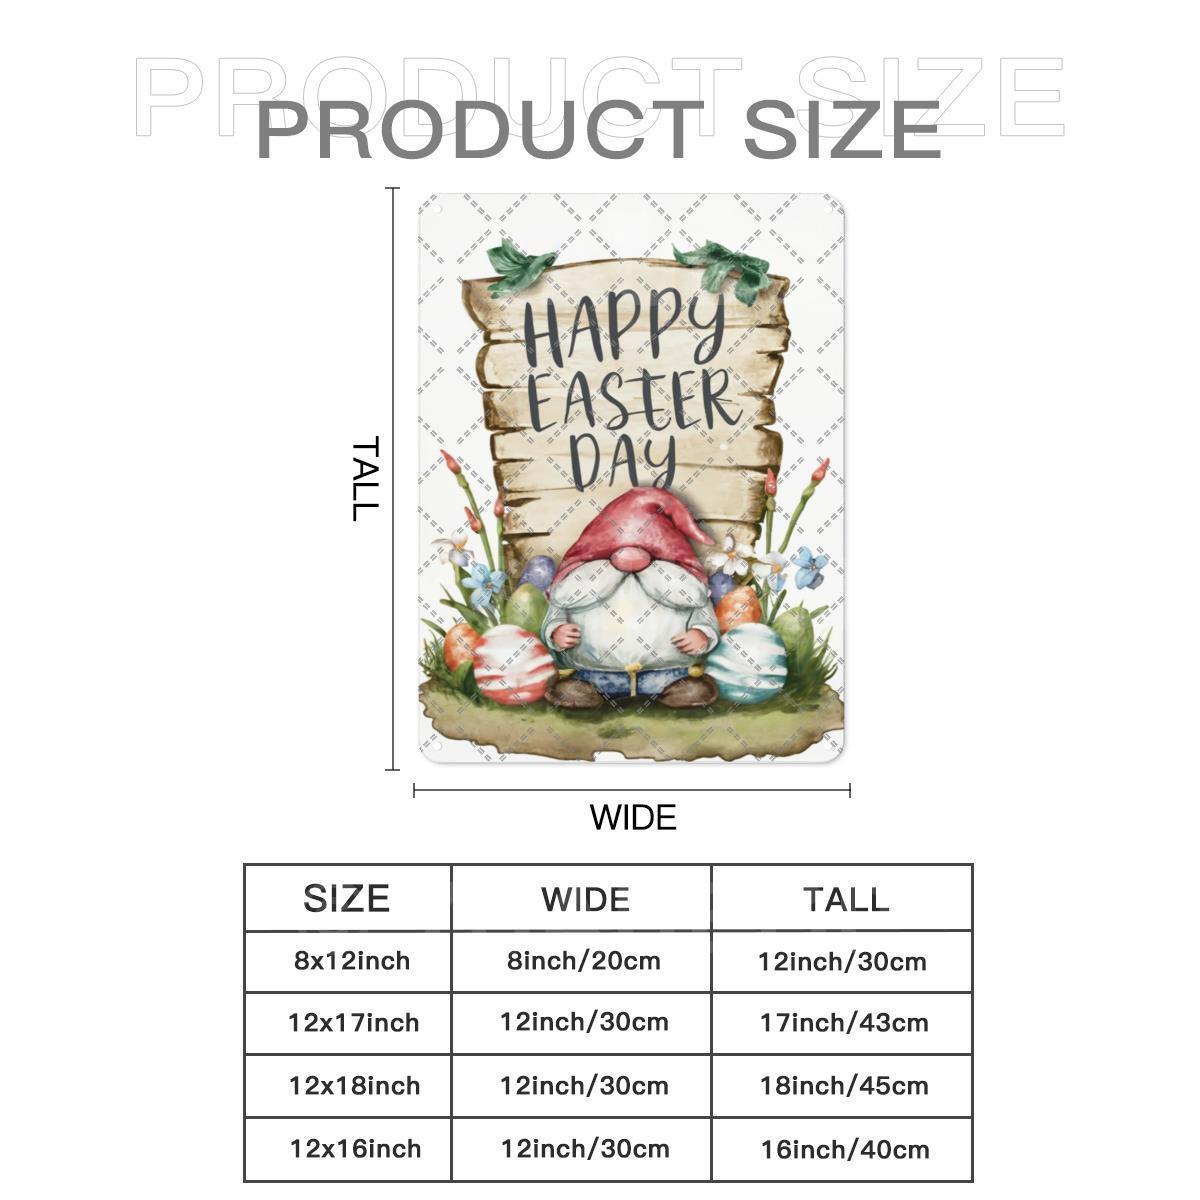 PRODUCT SIZE
PRODUCT SIZE
HAPPY
EASTER
DAY
TALL
WIDE
SIZE WIDE TALL
8x12inch 8inch/20cm 12inch/30cm
12x17inch 12inch/30cm 17inch/43cm
12x18inch 12inch/30cm 18inch/45cm
12x16inch 12inch/30cm 16inch/40cm